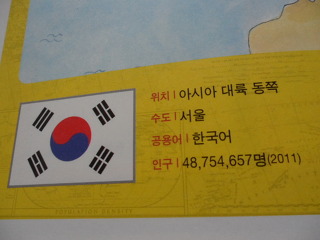 위치 | 아시아 대륙 동쪽
수도 | 서울
공용어 | 한국어
인구 | 48,754,657명(2011)